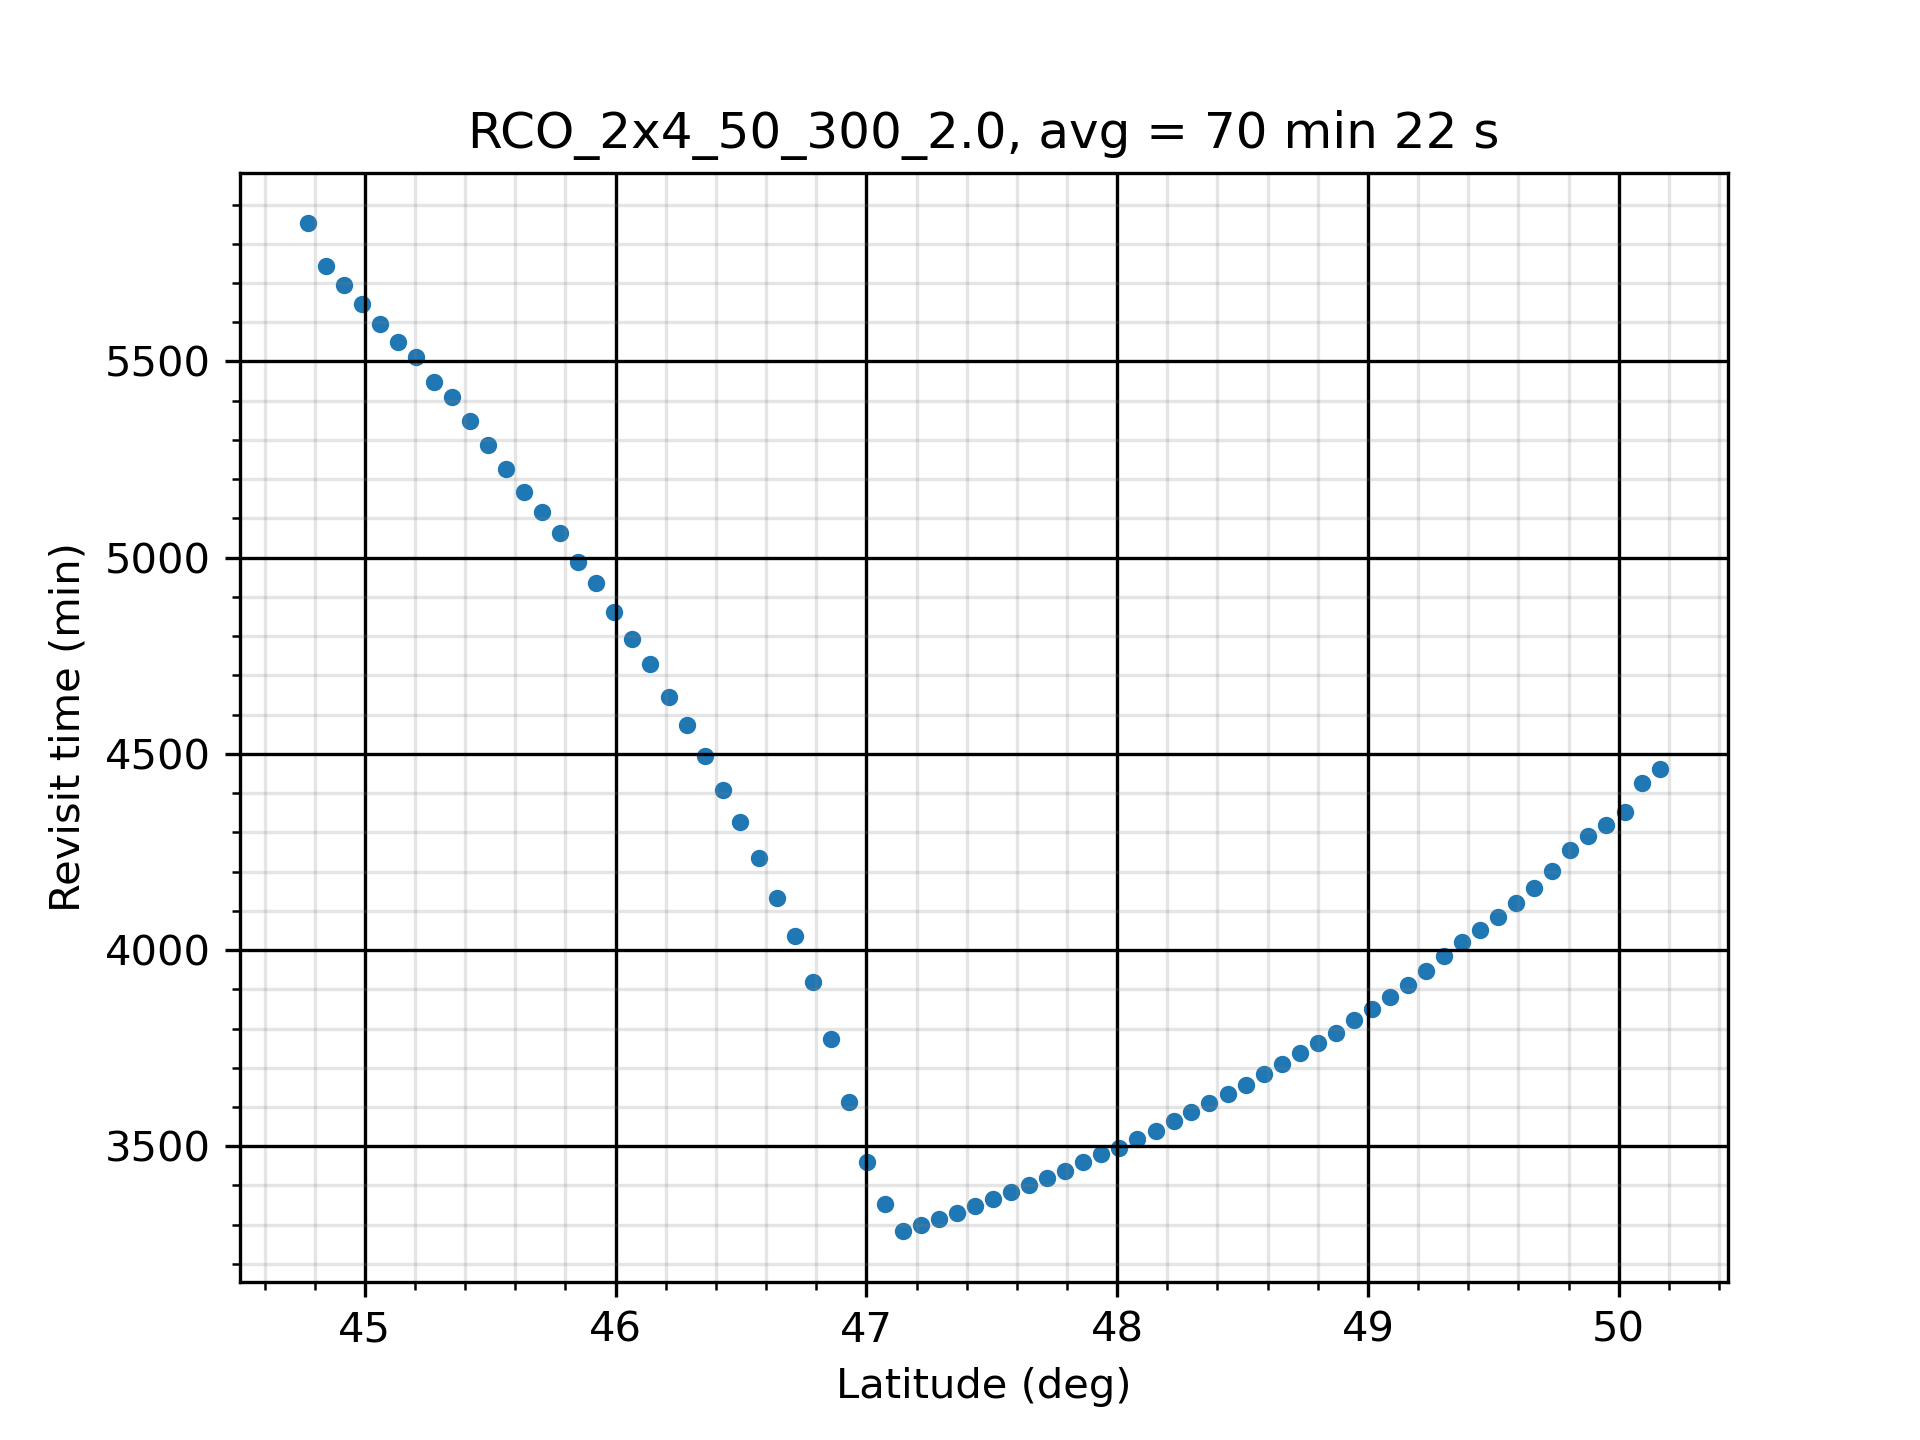 RCO_2x4_50_300_2.0, avg = 70 min 22 s
Revisit time (min)
5500
5000
4500
4000
3500
45 46 47 48 49 50
Latitude (deg)